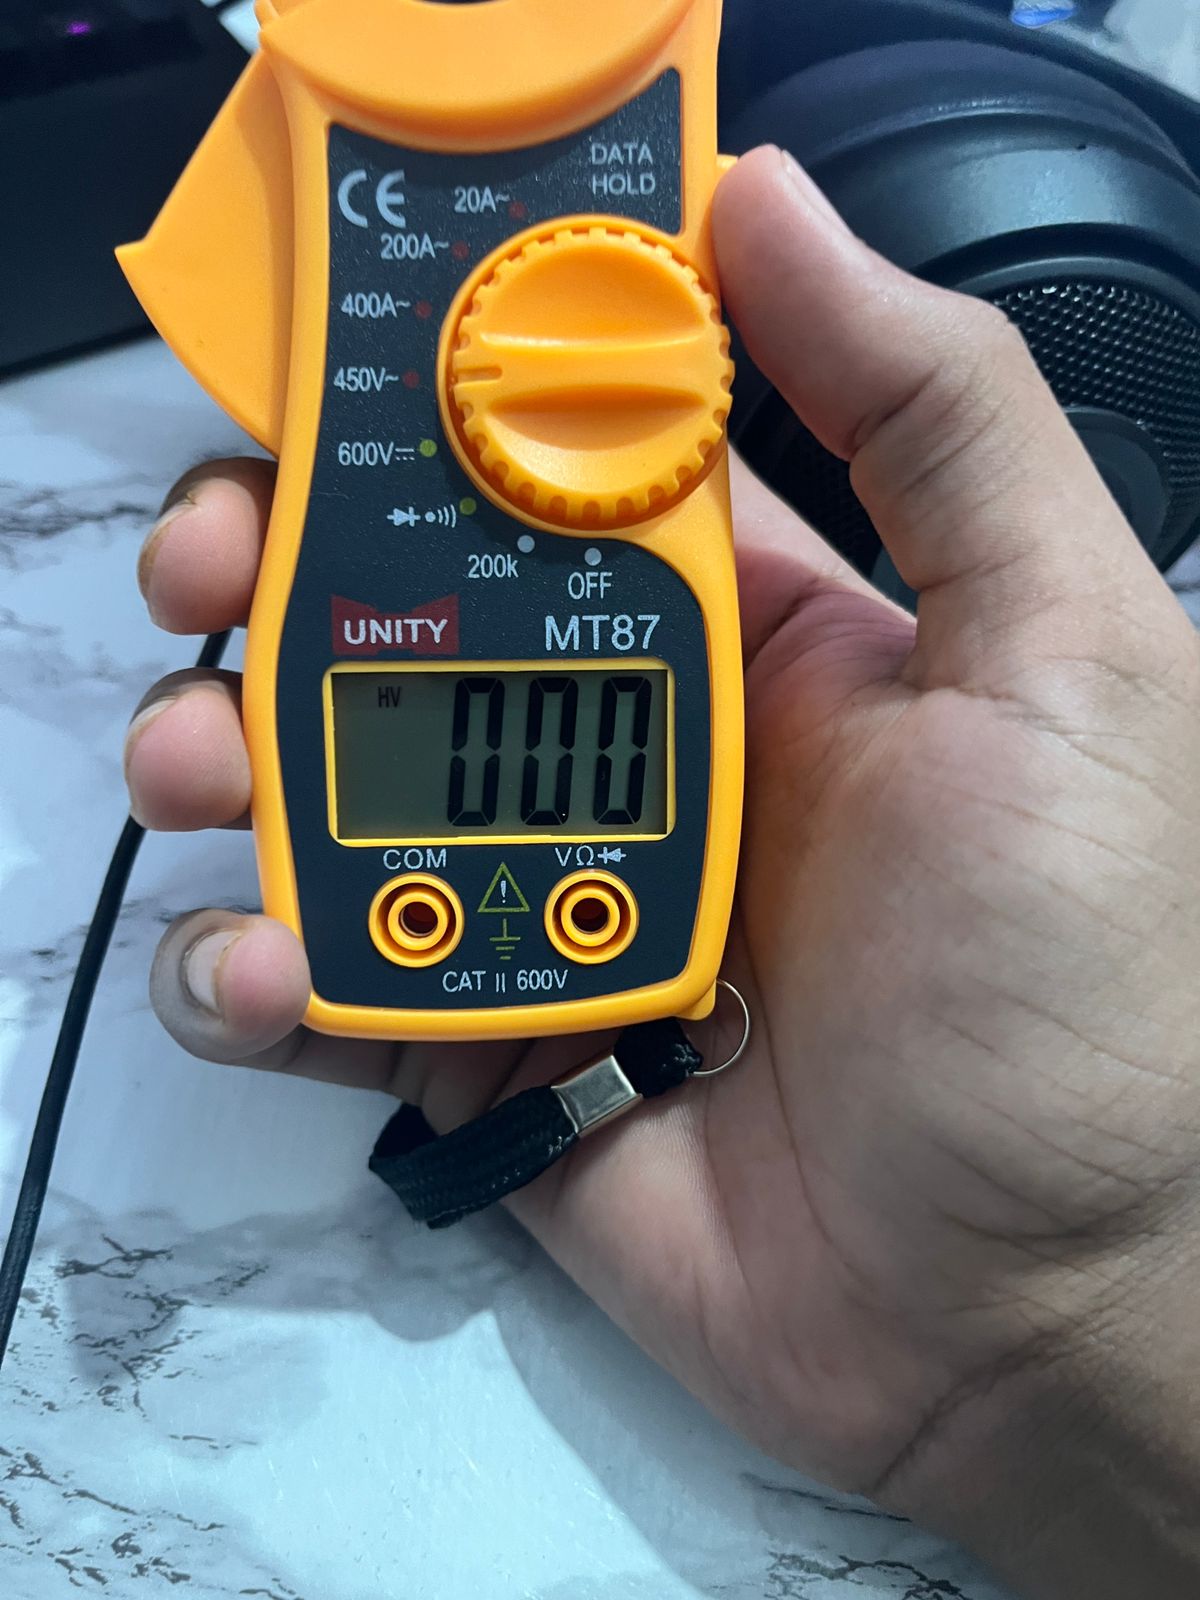 DATA
HOLD
CE
20A~
200A~
400A~
450V~
600V⎓
200k
OFF
UNITY
MT87
HV
000
COM
VΩ
CAT II 600V